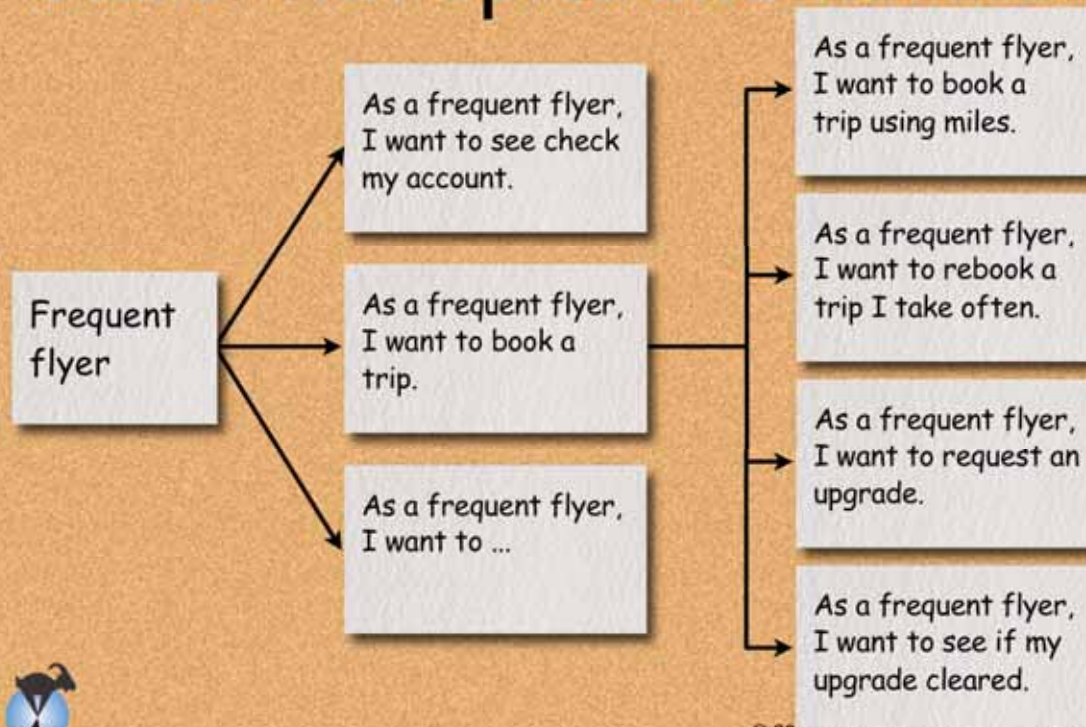 Frequent
flyer
As a frequent flyer,
I want to see check
my account.
As a frequent flyer,
I want to book a
trip.
As a frequent flyer,
I want to ...
As a frequent flyer,
I want to book a
trip using miles.
As a frequent flyer,
I want to rebook a
trip I take often.
As a frequent flyer,
I want to request an
upgrade.
As a frequent flyer,
I want to see if my
upgrade cleared.